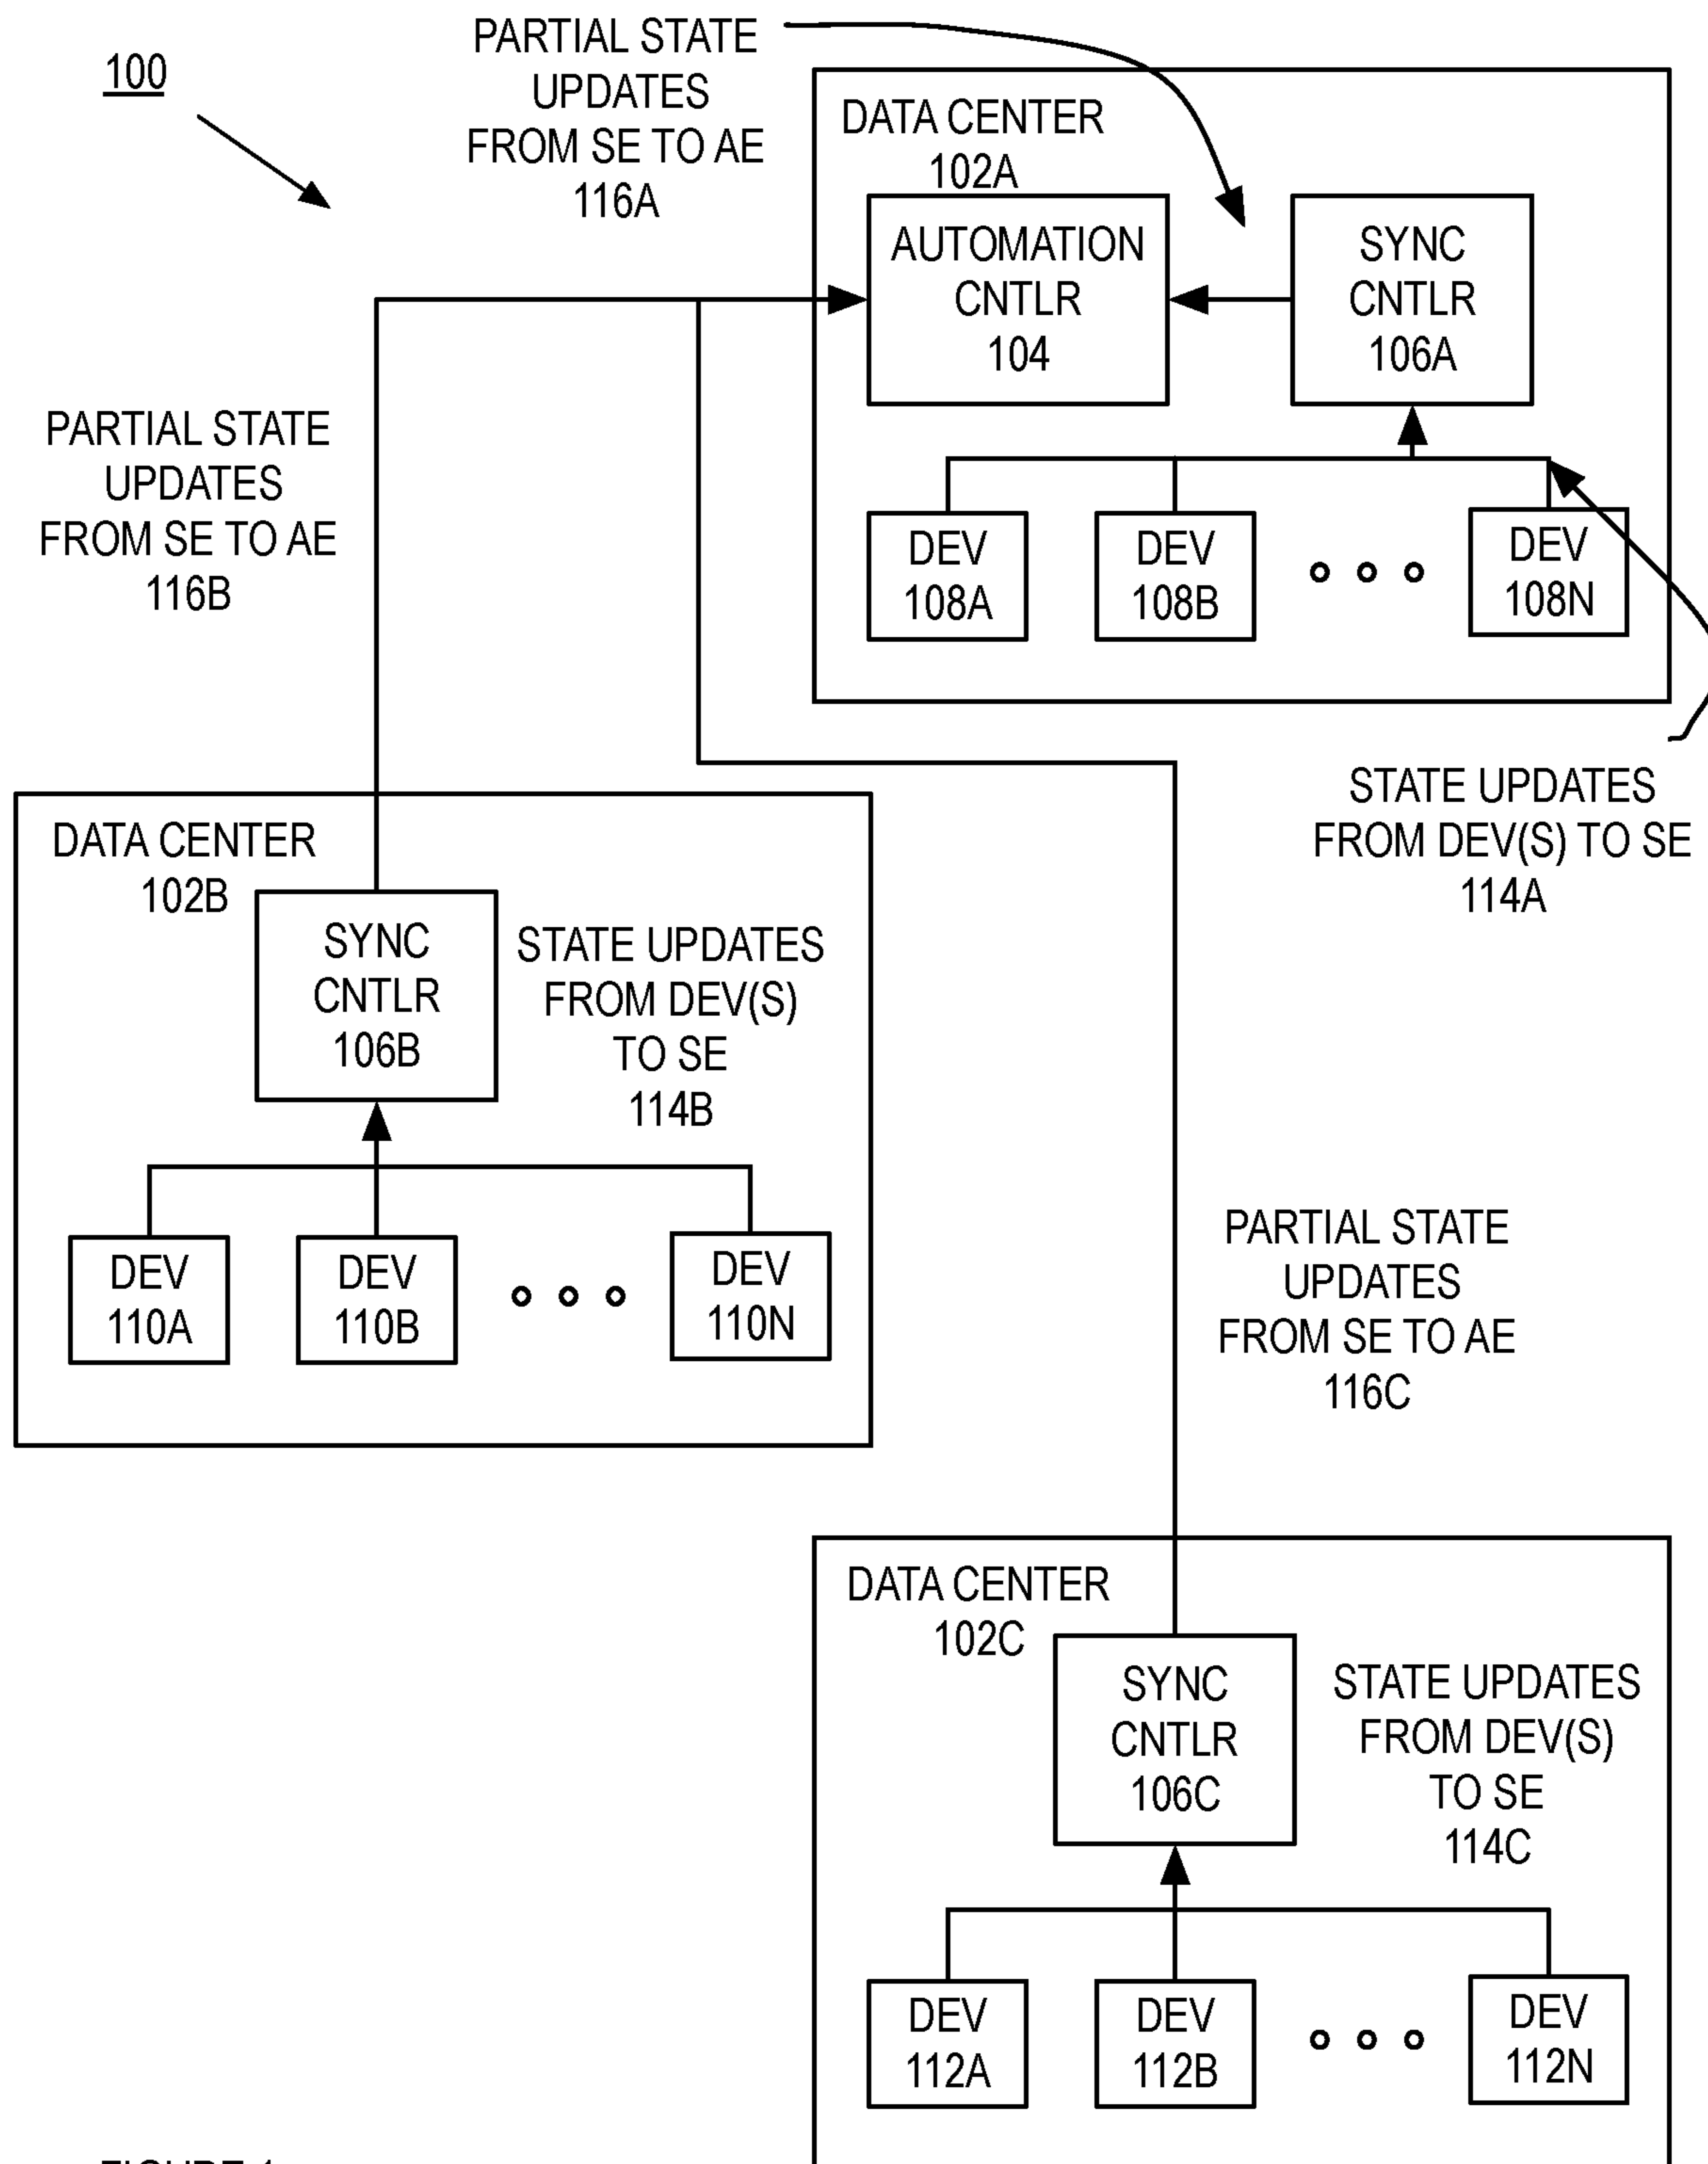 100
PARTIAL STATE
UPDATES
FROM SE TO AE
116A
DATA CENTER
102A
AUTOMATION
CNTLR
104
SYNC
CNTLR
106A
DEV
108A
DEV
108B
DEV
108N
PARTIAL STATE
UPDATES
FROM SE TO AE
116B
STATE UPDATES
FROM DEV(S) TO SE
114A
DATA CENTER
102B
SYNC
CNTLR
106B
STATE UPDATES
FROM DEV(S)
TO SE
114B
DEV
110A
DEV
110B
DEV
110N
PARTIAL STATE
UPDATES
FROM SE TO AE
116C
DATA CENTER
102C
SYNC
CNTLR
106C
STATE UPDATES
FROM DEV(S)
TO SE
114C
DEV
112A
DEV
112B
DEV
112N